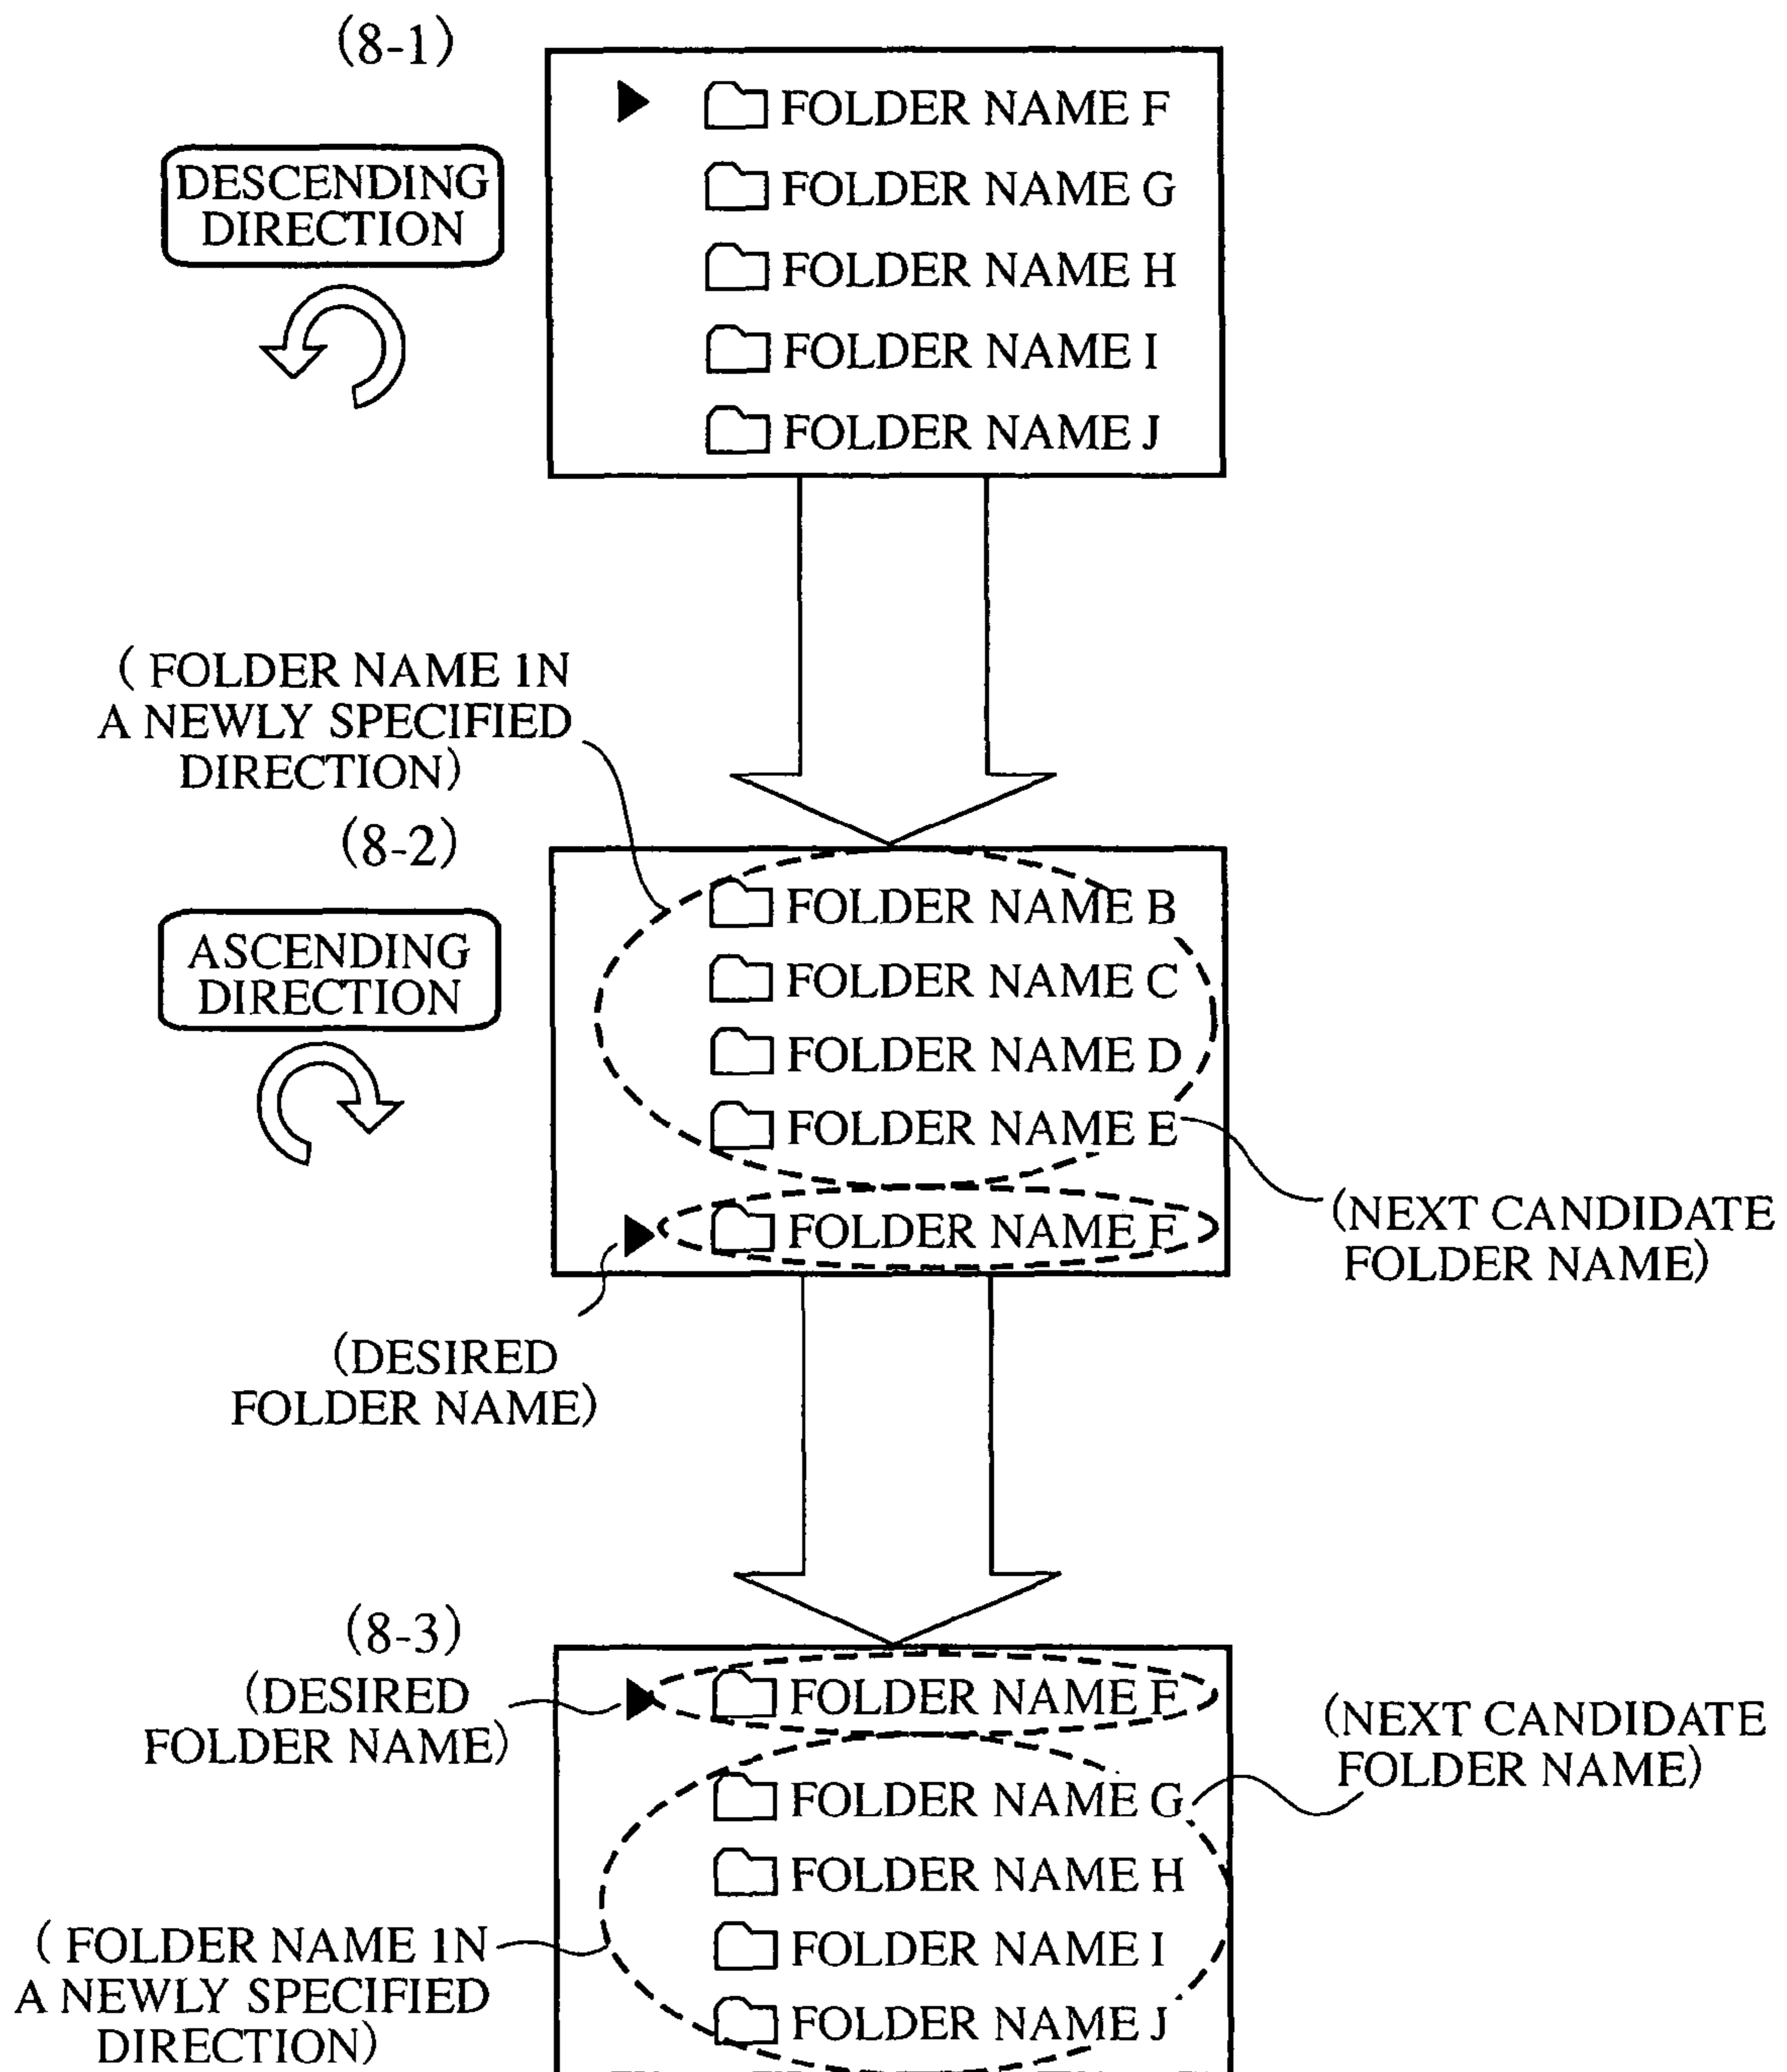 (8-1)
FOLDER NAME F
DESCENDING
DIRECTION
FOLDER NAME G
FOLDER NAME H
FOLDER NAME I
FOLDER NAME J
( FOLDER NAME 1N
A NEWLY SPECIFIED
DIRECTION)
(8-2)
FOLDER NAME B
ASCENDING
DIRECTION
FOLDER NAME C
FOLDER NAME D
FOLDER NAME E
FOLDER NAME F
(NEXT CANDIDATE
FOLDER NAME)
(DESIRED
FOLDER NAME)
(8-3)
(DESIRED
FOLDER NAME)
FOLDER NAME F
(NEXT CANDIDATE
FOLDER NAME)
FOLDER NAME G
FOLDER NAME H
FOLDER NAME I
FOLDER NAME J
( FOLDER NAME 1N
A NEWLY SPECIFIED
DIRECTION)